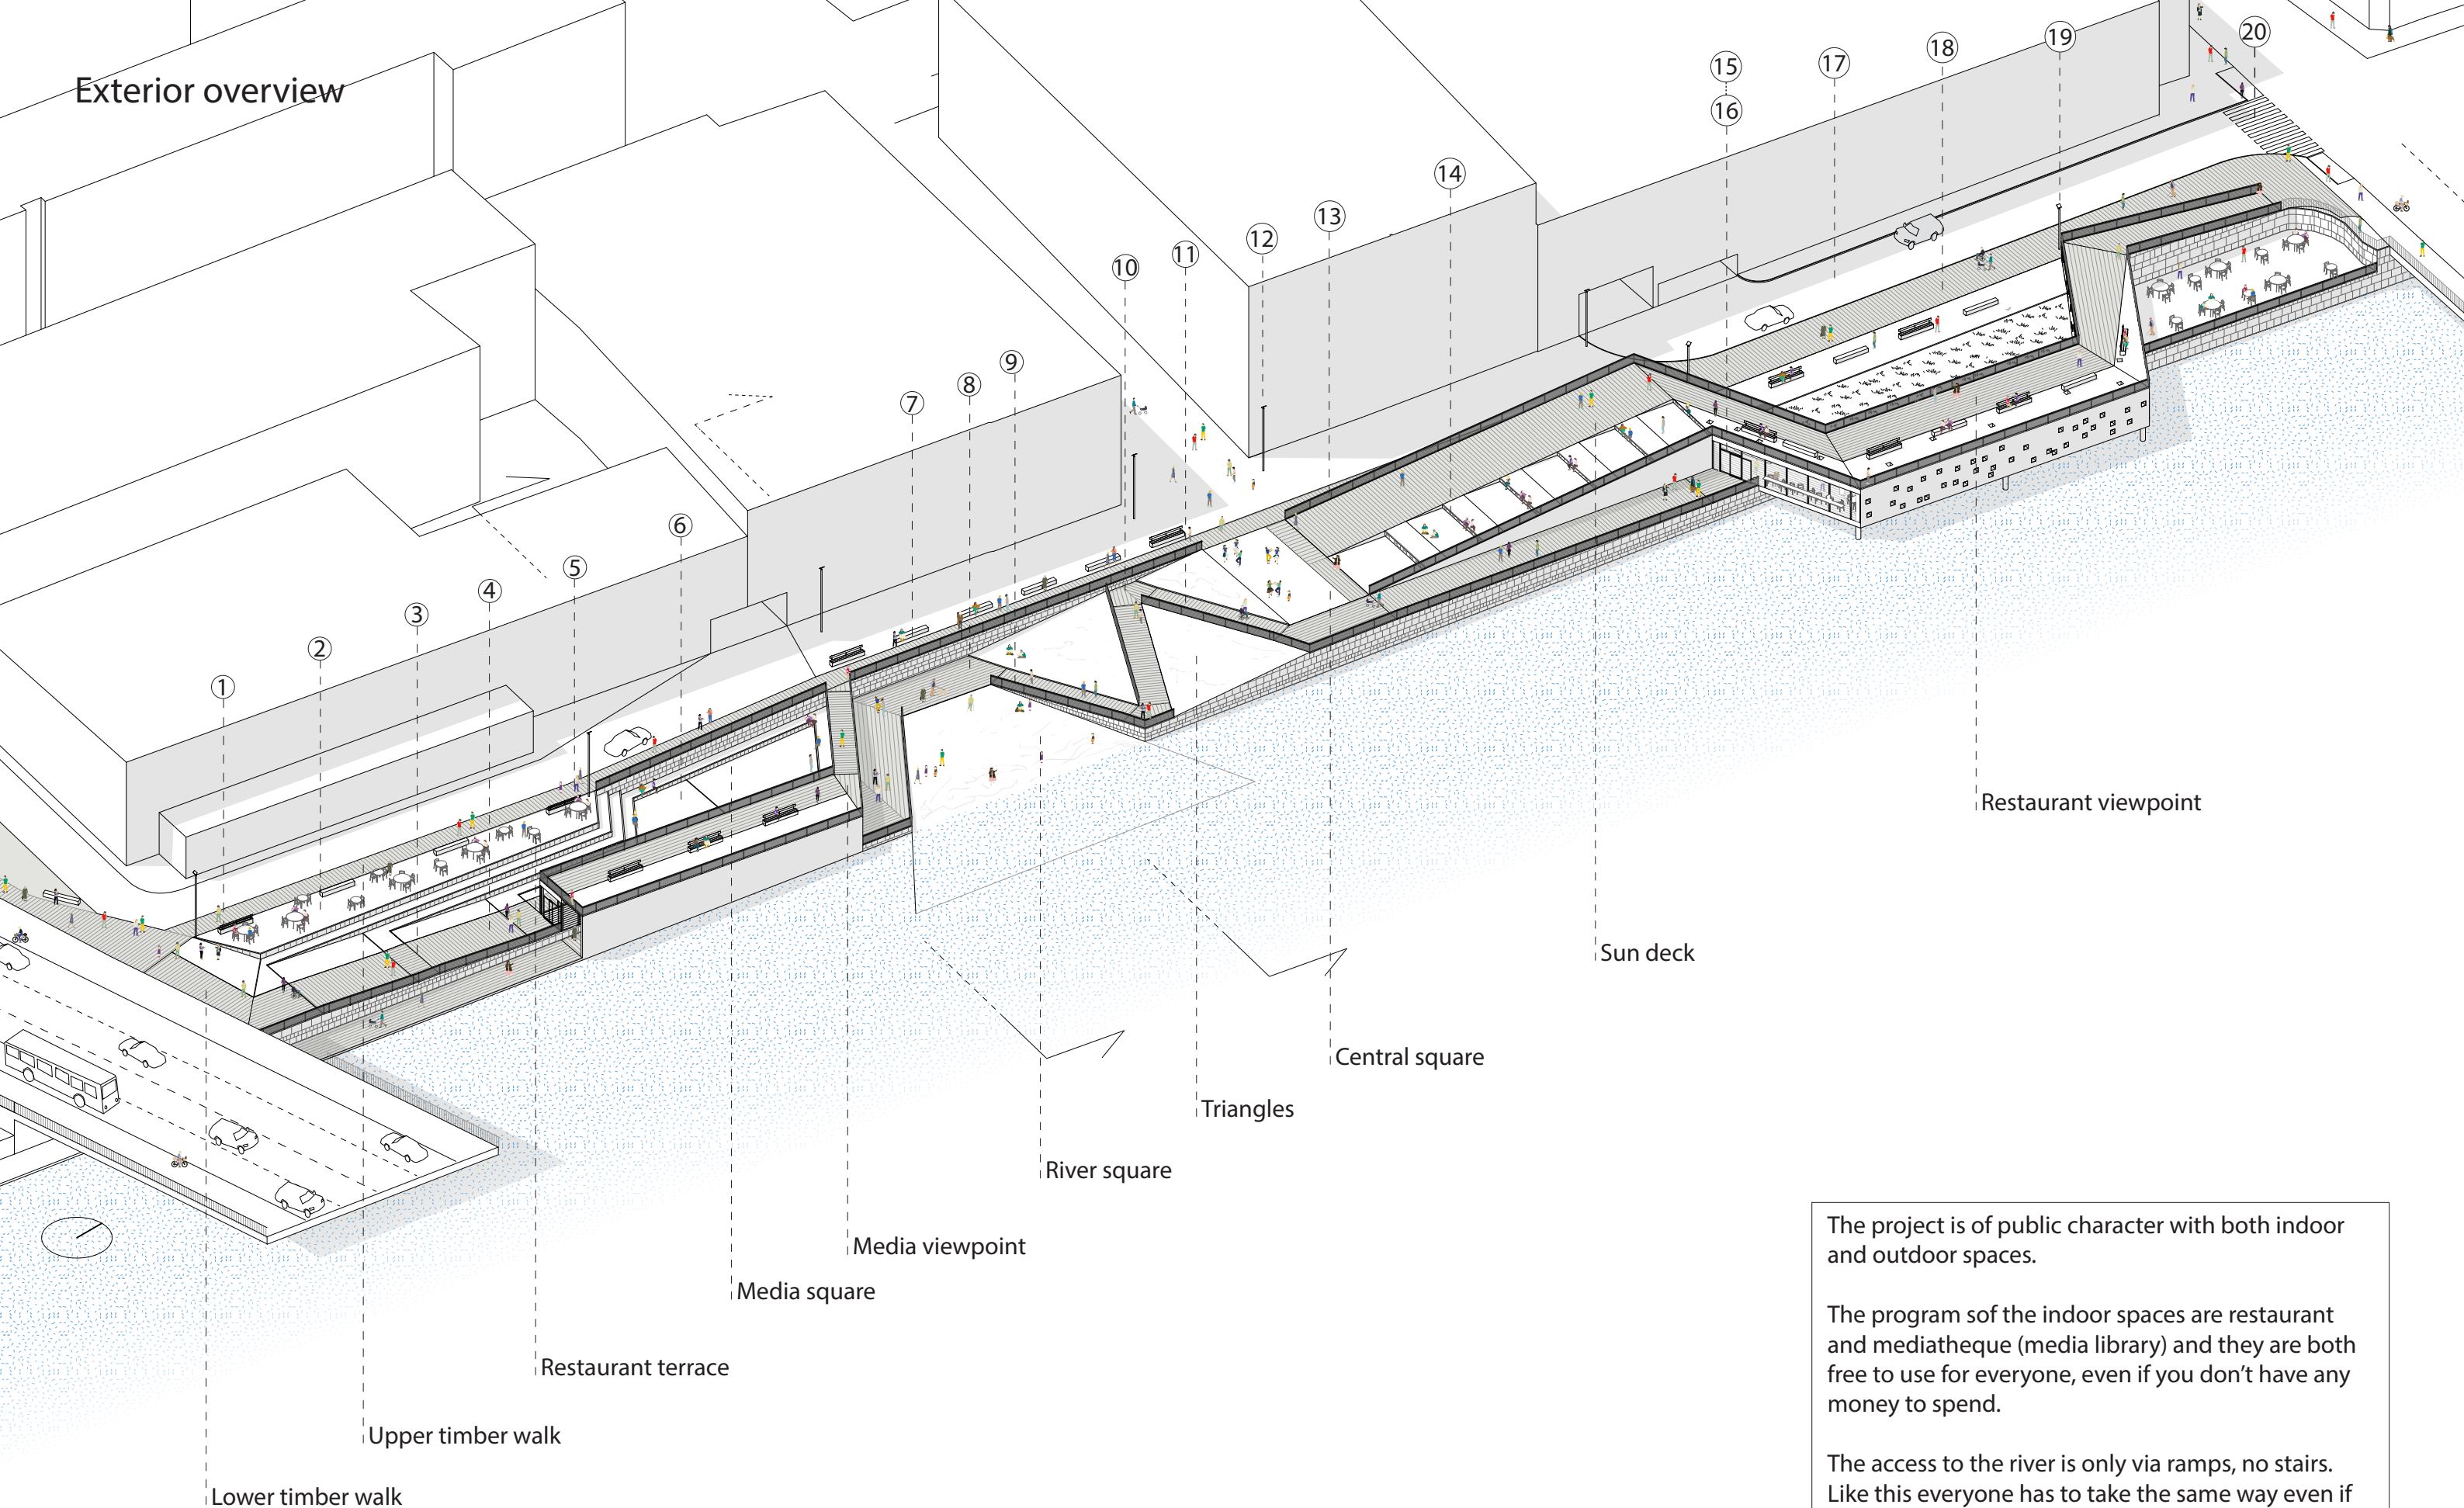 Exterior overview
1
2
3
4
5
6
7
8
9
10
11
12
13
14
15
16
17
18
19
20
Restaurant viewpoint
Sun deck
Central square
Triangles
River square
Media viewpoint
Media square
Restaurant terrace
Upper timber walk
Lower timber walk
The project is of public character with both indoor
and outdoor spaces.
The program sof the indoor spaces are restaurant
and mediatheque (media library) and they are both
free to use for everyone, even if you don't have any
money to spend.
The access to the river is only via ramps, no stairs.
Like this everyone has to take the same way even if